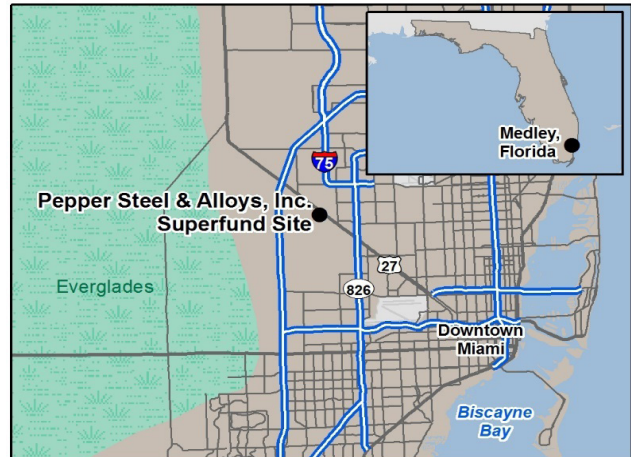 Medley,
Florida
75
Pepper Steel & Alloys, Inc.
Superfund Site
27
Everglades
826
Downtown
Miami
Biscayne
Bay